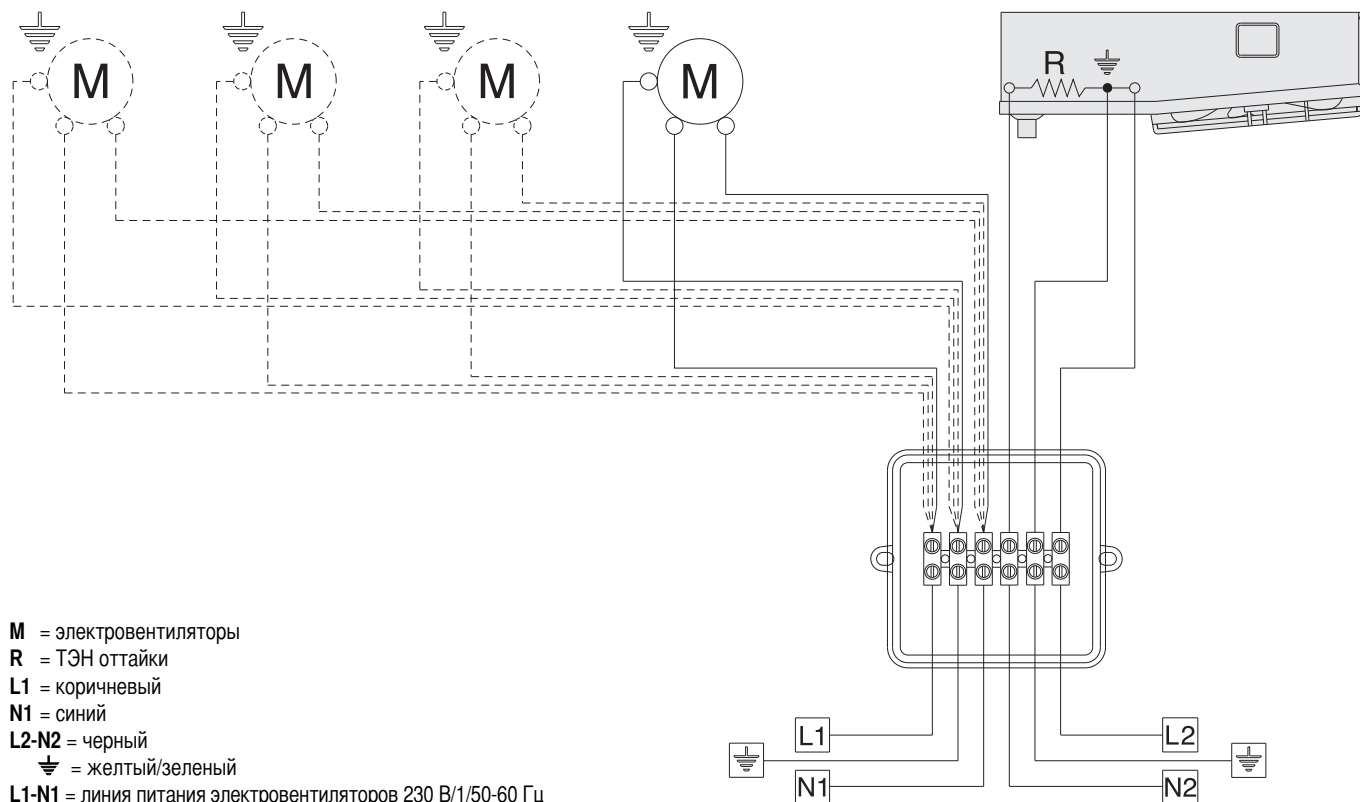 M M M M R
M = электровентиляторы
R = ТЭН оттайки
L1 = коричневый
N1 = синий
L2-N2 = черный
⏚ = желтый/зеленый
L1-N1 = линия питания электровентиляторов 230 В/1/50-60 Гц
L1 L2
N1 N2